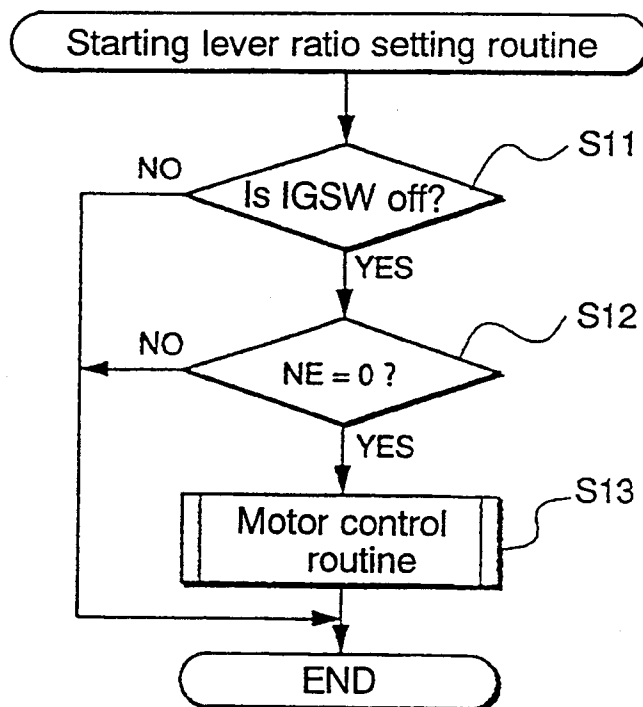 Starting lever ratio setting routine
S11
NO
Is IGSW off?
YES
S12
NO
NE = 0 ?
YES
S13
Motor control
routine
END